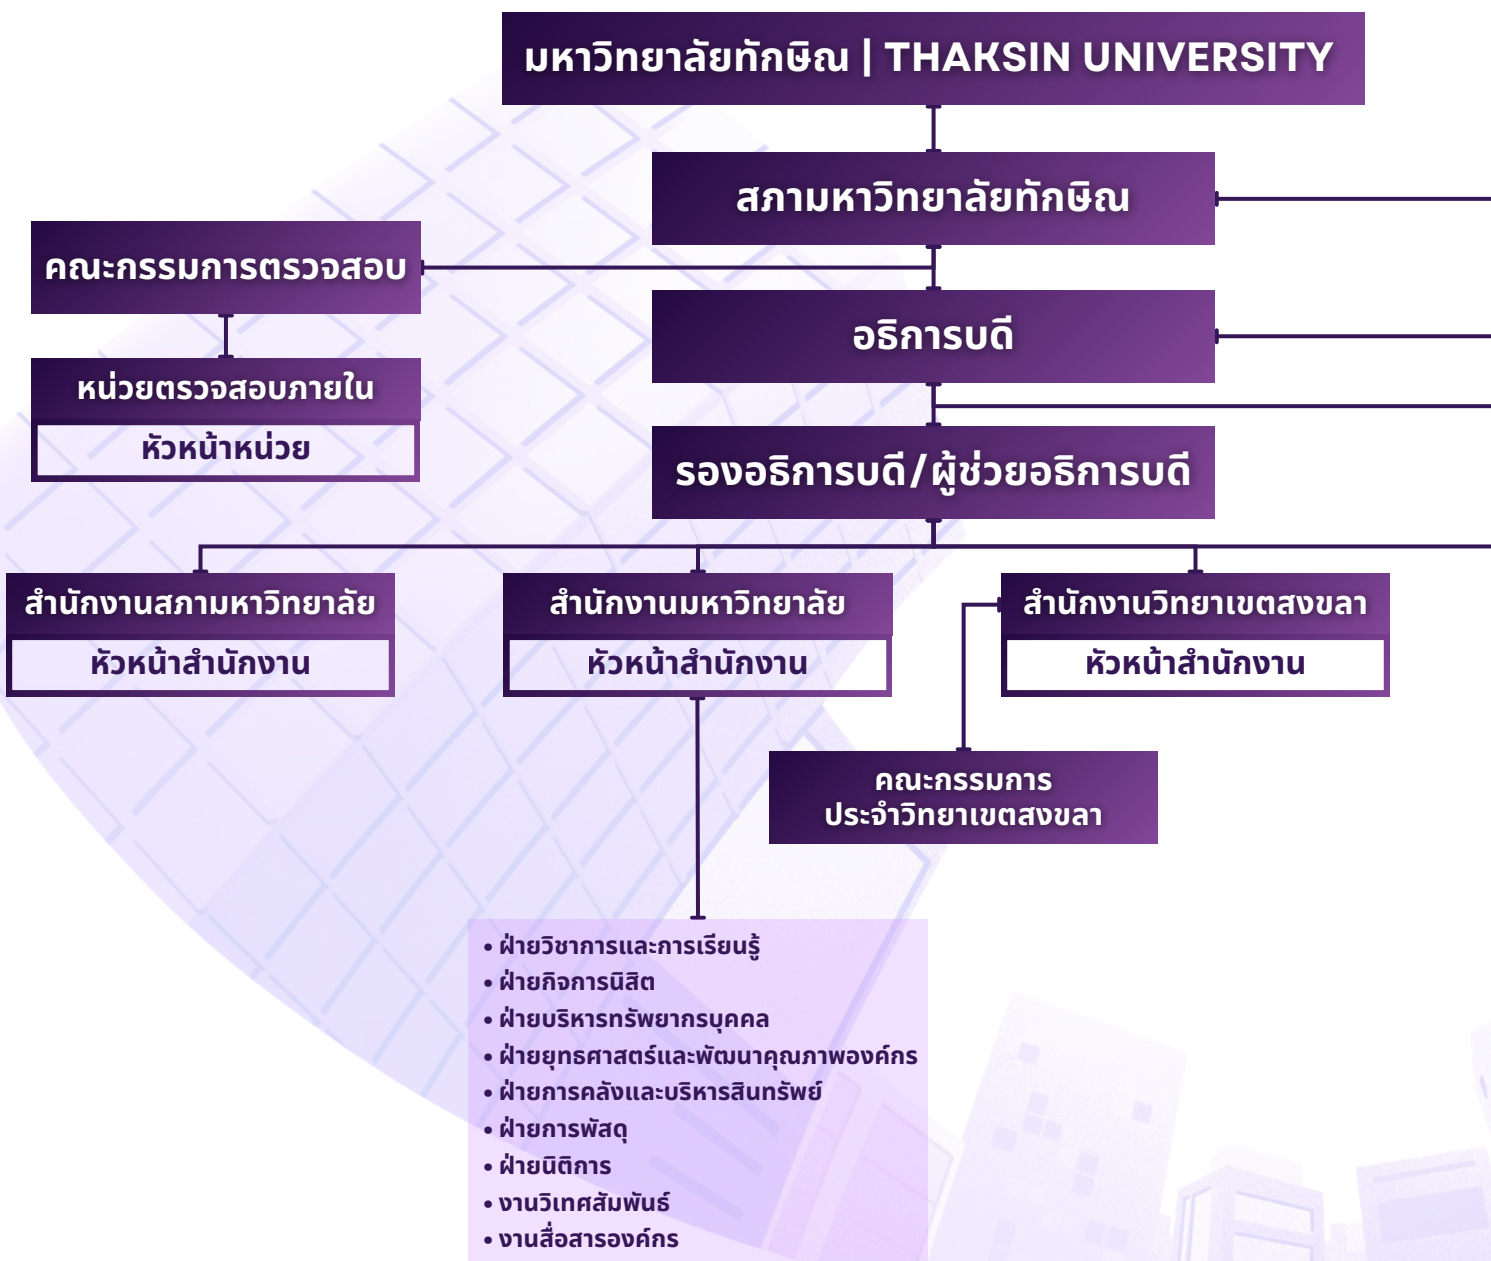 มหาวิทยาลัยทักษิณ | THAKSIN UNIVERSITY
สภามหาวิทยาลัยทักษิณ
คณะกรรมการตรวจสอบ
อธิการบดี
หน่วยตรวจสอบภายใน
หัวหน้าหน่วย
รองอธิการบดี/ผู้ช่วยอธิการบดี
สำนักงานสภามหาวิทยาลัย
หัวหน้าสำนักงาน
สำนักงานมหาวิทยาลัย
หัวหน้าสำนักงาน
สำนักงานวิทยาเขตสงขลา
หัวหน้าสำนักงาน
คณะกรรมการ
ประจำวิทยาเขตสงขลา
• ฝ่ายวิชาการและการเรียนรู้
• ฝ่ายกิจการนิสิต
• ฝ่ายบริหารทรัพยากรบุคคล
• ฝ่ายยุทธศาสตร์และพัฒนาคุณภาพองค์กร
• ฝ่ายการคลังและบริหารสินทรัพย์
• ฝ่ายการพัสดุ
• ฝ่ายนิติการ
• งานวิเทศสัมพันธ์
• งานสื่อสารองค์กร